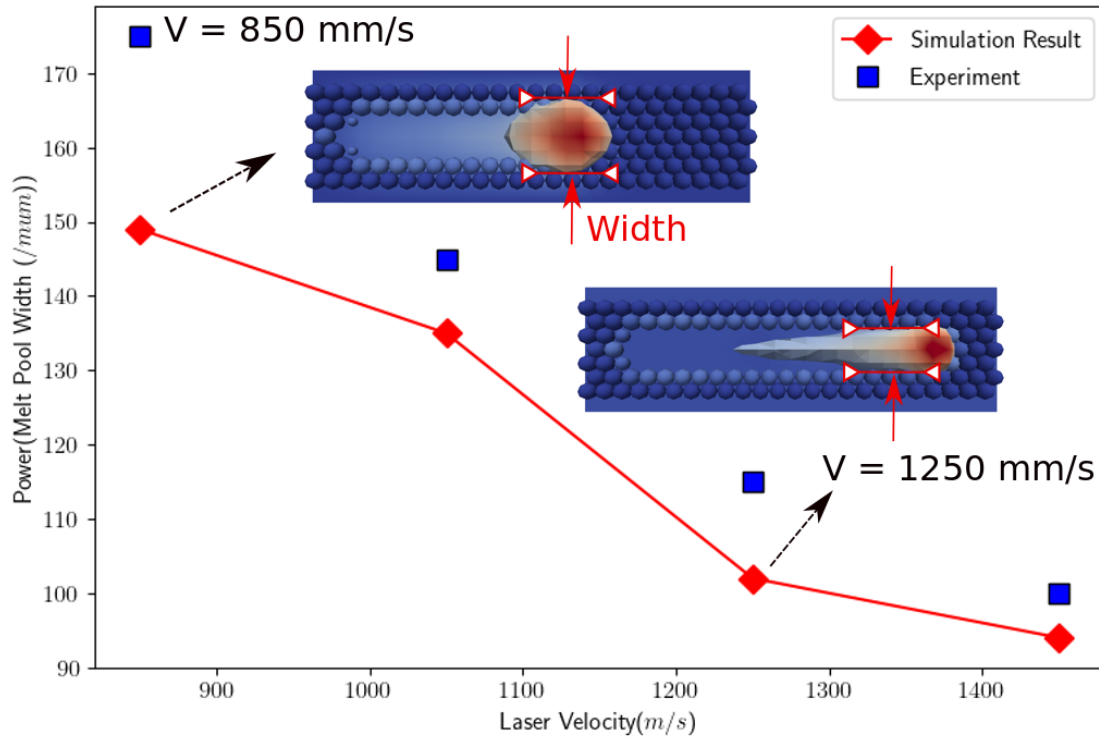 V = 850 mm/s
Simulation Result
Experiment
Width
V = 1250 mm/s
Power(Melt Pool Width (/mum))
170
160
150
140
130
120
110
100
90
900
1000
1100
1200
1300
1400
Laser Velocity(m/s)